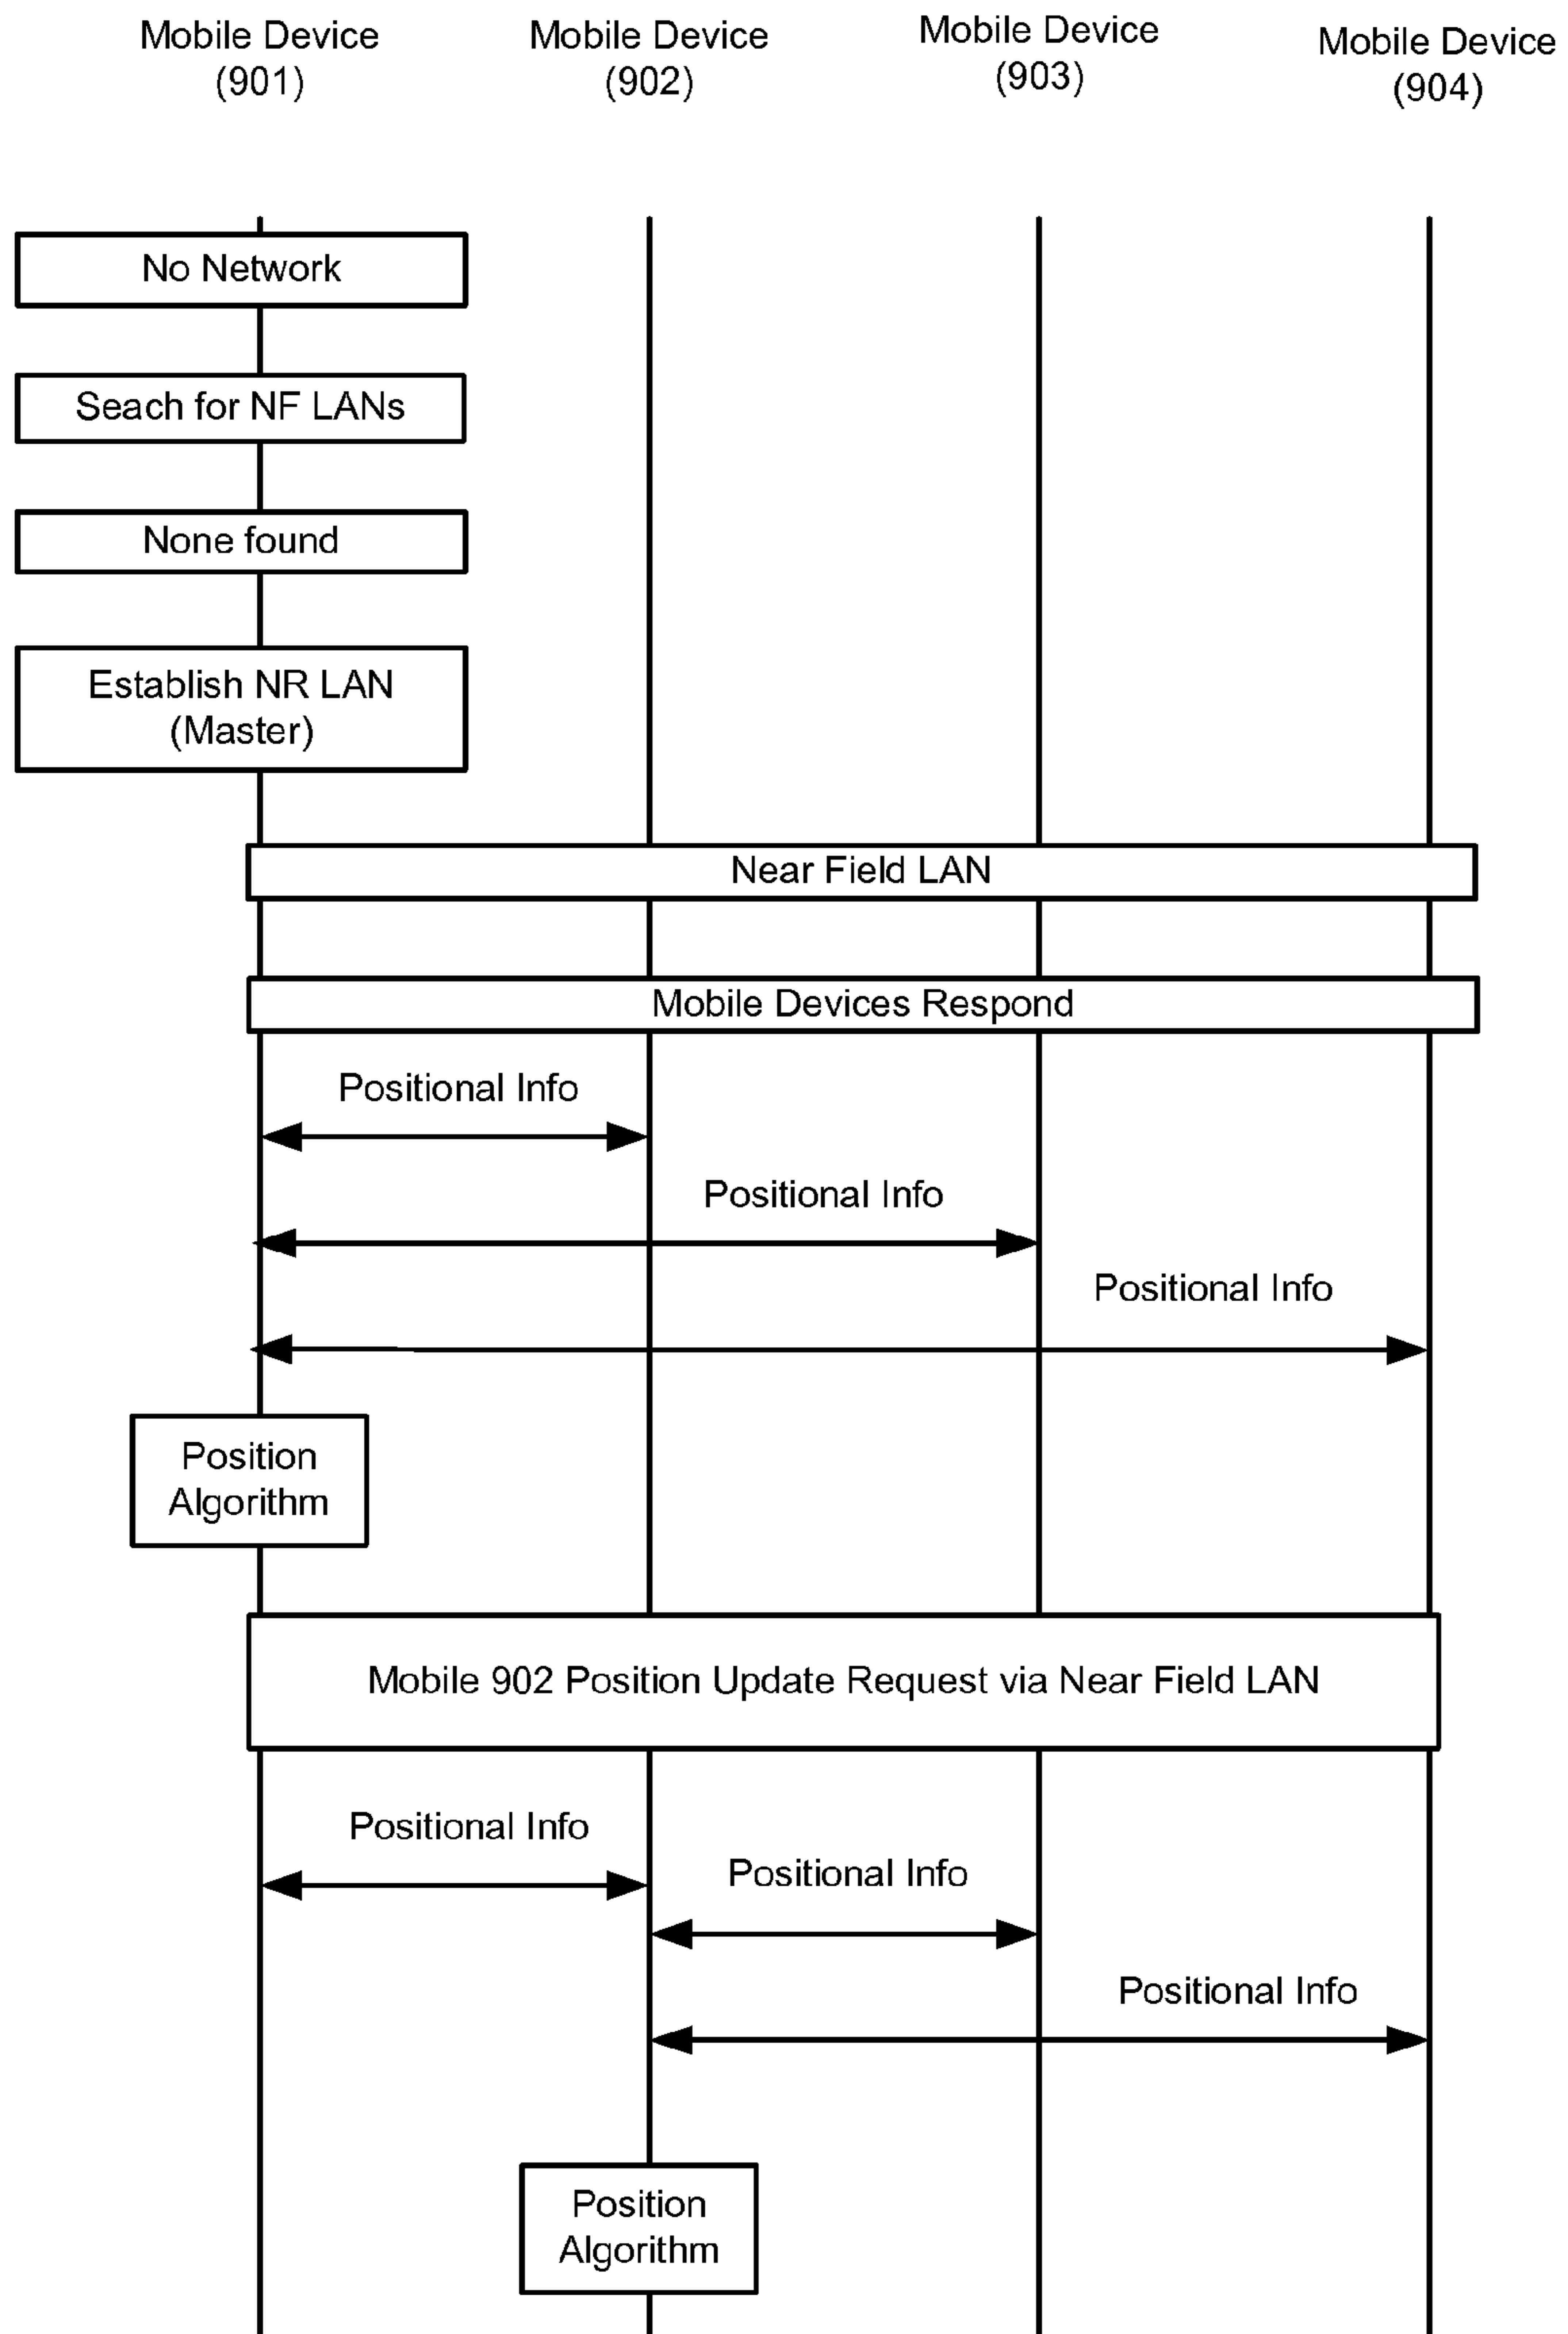 Mobile Device
(901)
Mobile Device
(902)
Mobile Device
(903)
Mobile Device
(904)
No Network
Seach for NF LANs
None found
Establish NR LAN
(Master)
Near Field LAN
Mobile Devices Respond
Positional Info
Positional Info
Positional Info
Position
Algorithm
Mobile 902 Position Update Request via Near Field LAN
Positional Info
Positional Info
Positional Info
Position
Algorithm